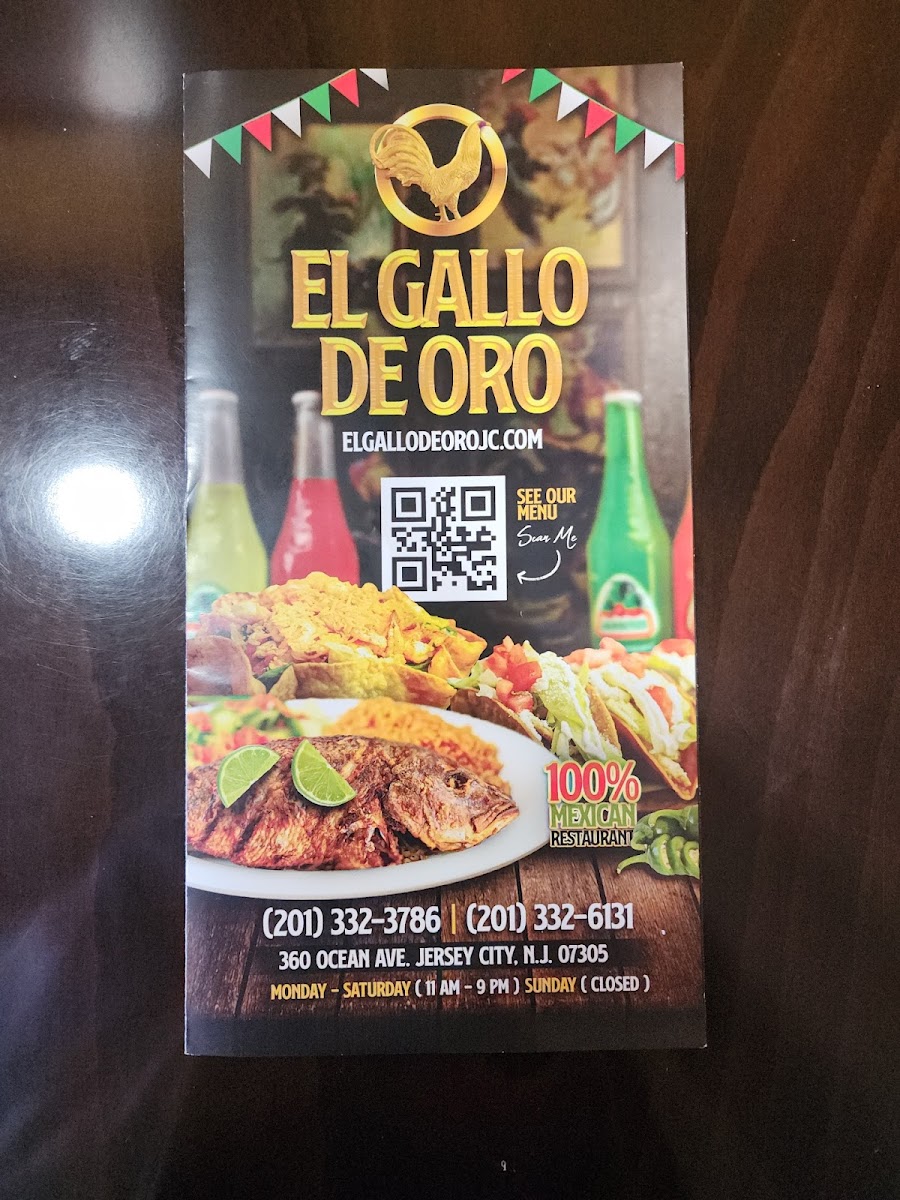 EL GALLO
DE ORO
ELGALLODEOROJC.COM
SEE OUR
MENU
Scan Me
100%
MEXICAN
RESTAURANT
(201) 332-3786 | (201) 332-6131
360 OCEAN AVE. JERSEY CITY, N.J. 07305
MONDAY - SATURDAY ( 11 AM - 9 PM ) SUNDAY ( CLOSED )